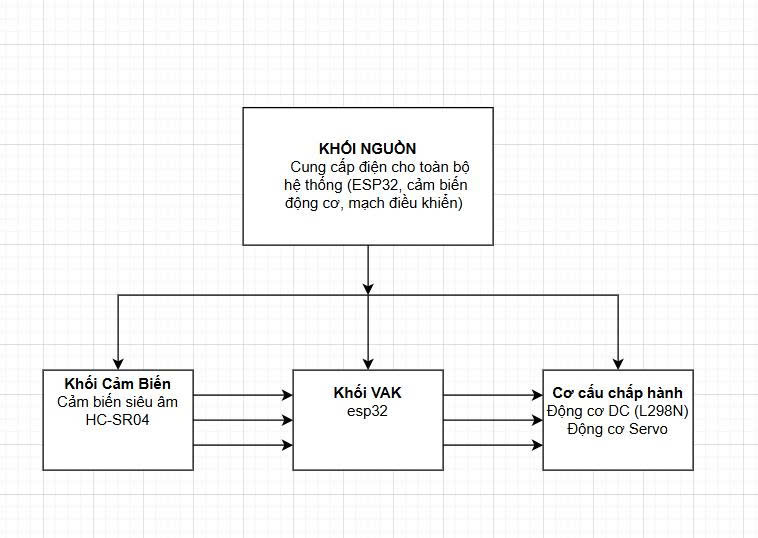 KHỐI NGUỒN
Cung cấp điện cho toàn bộ
hệ thống (ESP32, cảm biến
động cơ, mạch điều khiển)
Khối Cảm Biến
Cảm biến siêu âm
HC-SR04
Khối VAK
esp32
Cơ cấu chấp hành
Động cơ DC (L298N)
Động cơ Servo